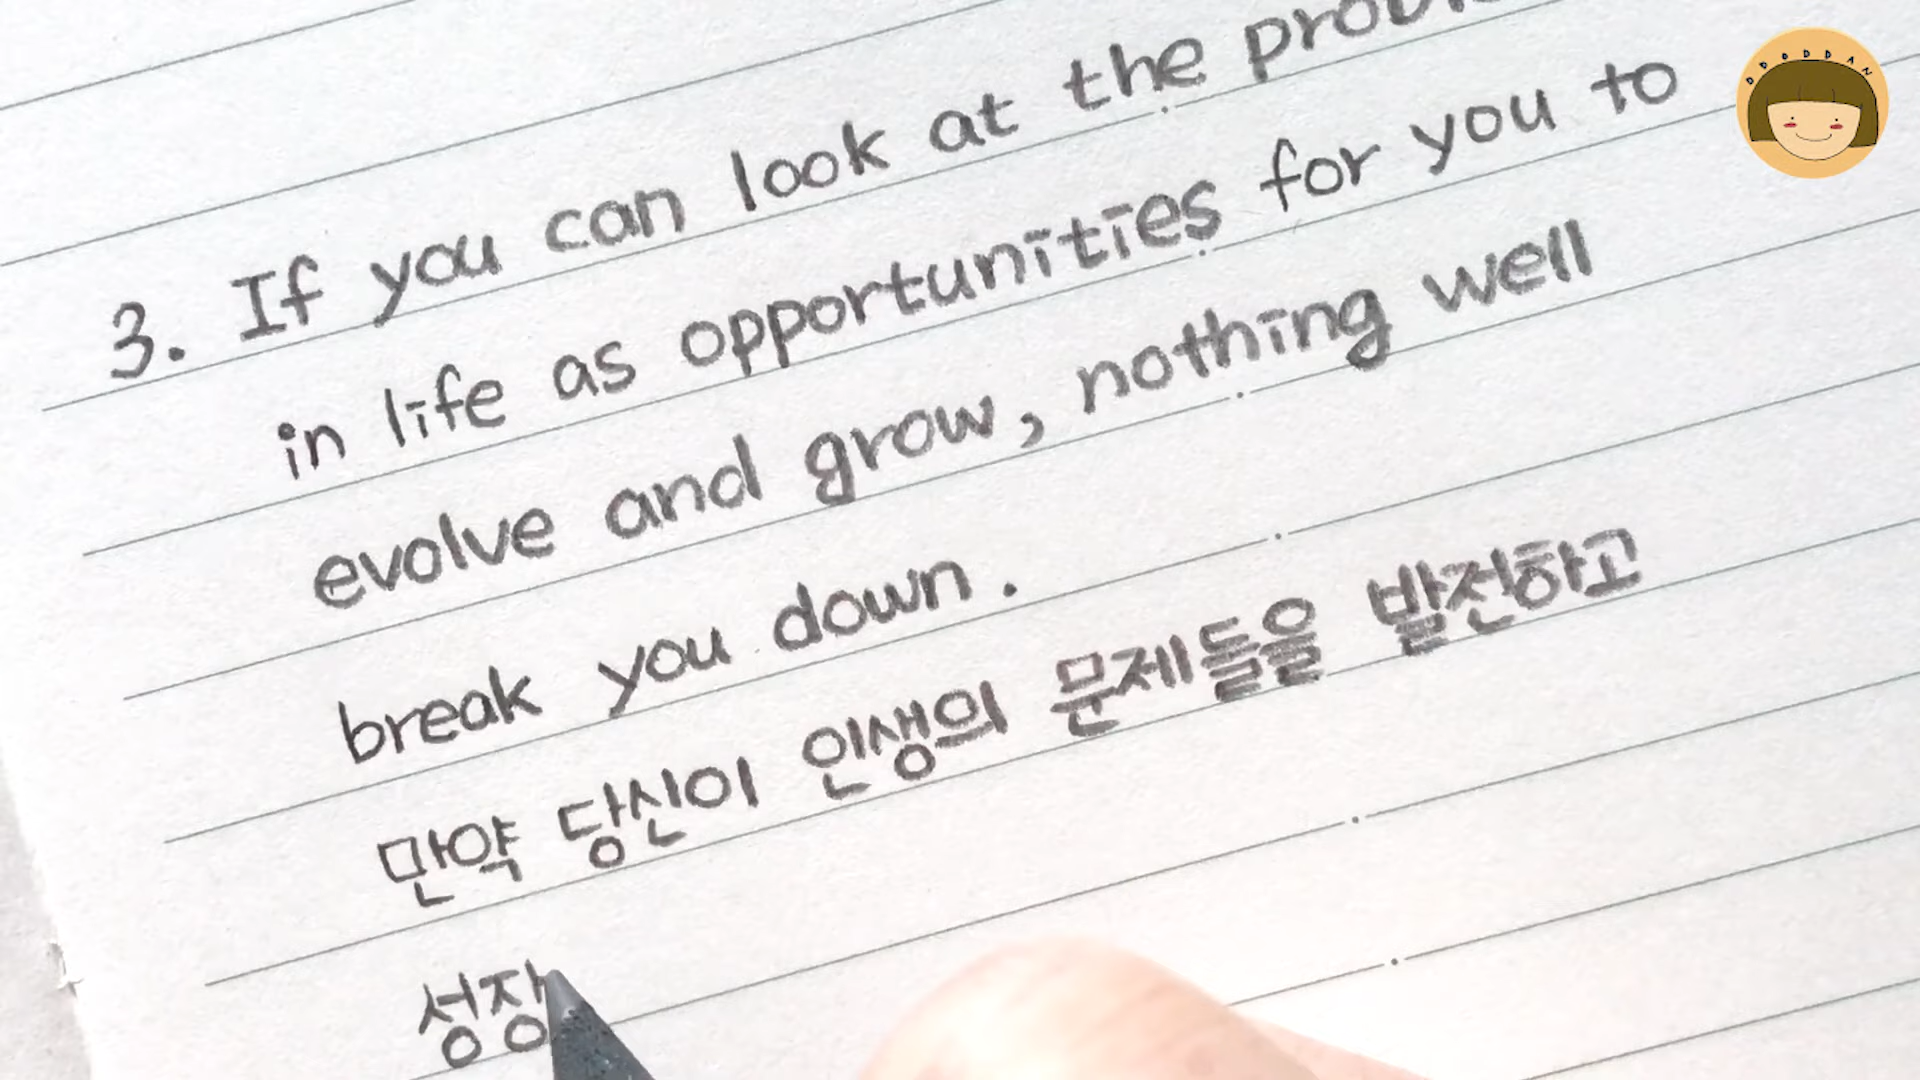 3. If you can look at the
in life as opportunities for you to
evolve and grow, nothing well
break you down.
만약 당신이 인생의 문제들을 발전하고
성장
DDODDAN